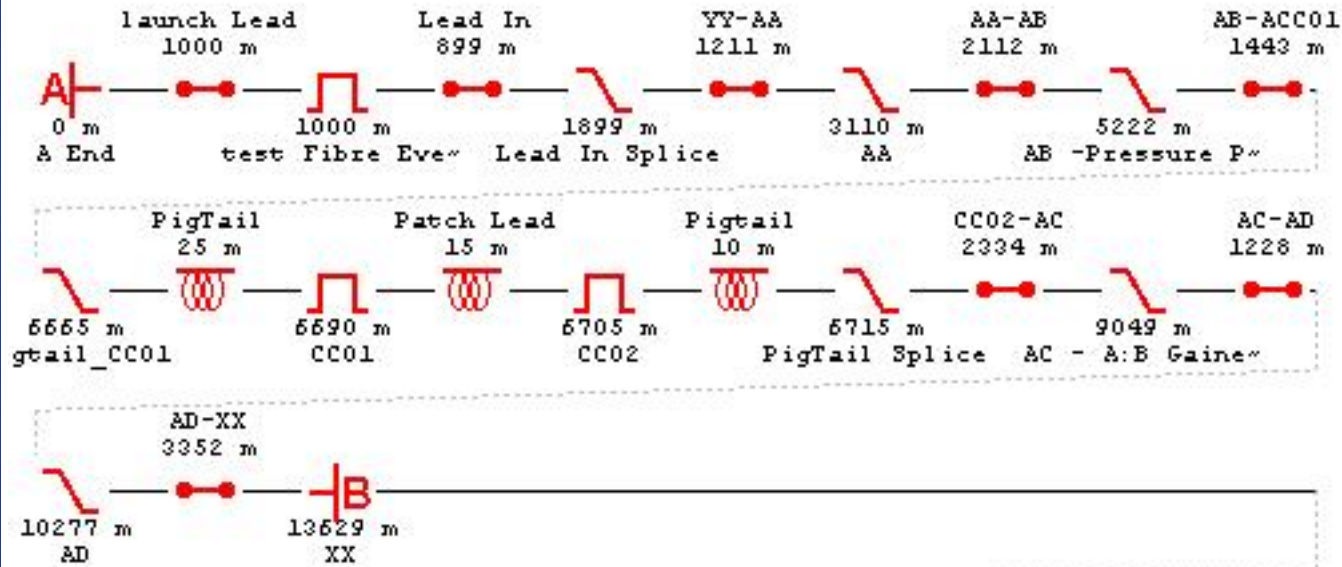 launch Lead Lead In YY-AA AA-AB AB-ACC01
1000 m 899 m 1211 m 2112 m 1443 m
A
0 m 1000 m 1899 m 3110 m 5222 m
A End test Fibre Eve~ Lead In Splice AA AB -Pressure P~
PigTail Patch Lead Pigtail CC02-AC AC-AD
25 m 15 m 10 m 2334 m 1228 m
6665 m 6690 m 6705 m 6715 m 9049 m
gtail_CC01 CC01 CC02 PigTail Splice AC - A:B Gaine~
AD-XX
3352 m
B
10277 m 13629 m
AD XX